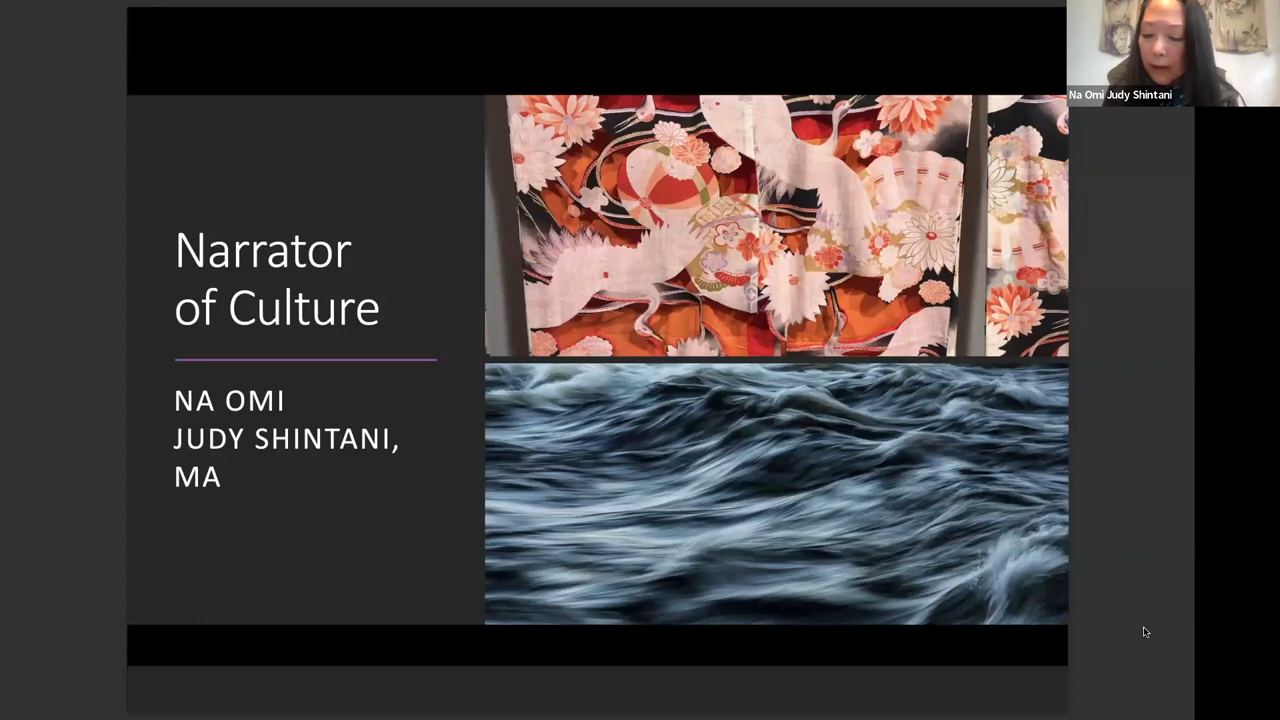 Na Omi Judy Shintani
Narrator
of Culture
NA OMI
JUDY SHINTANI,
MA